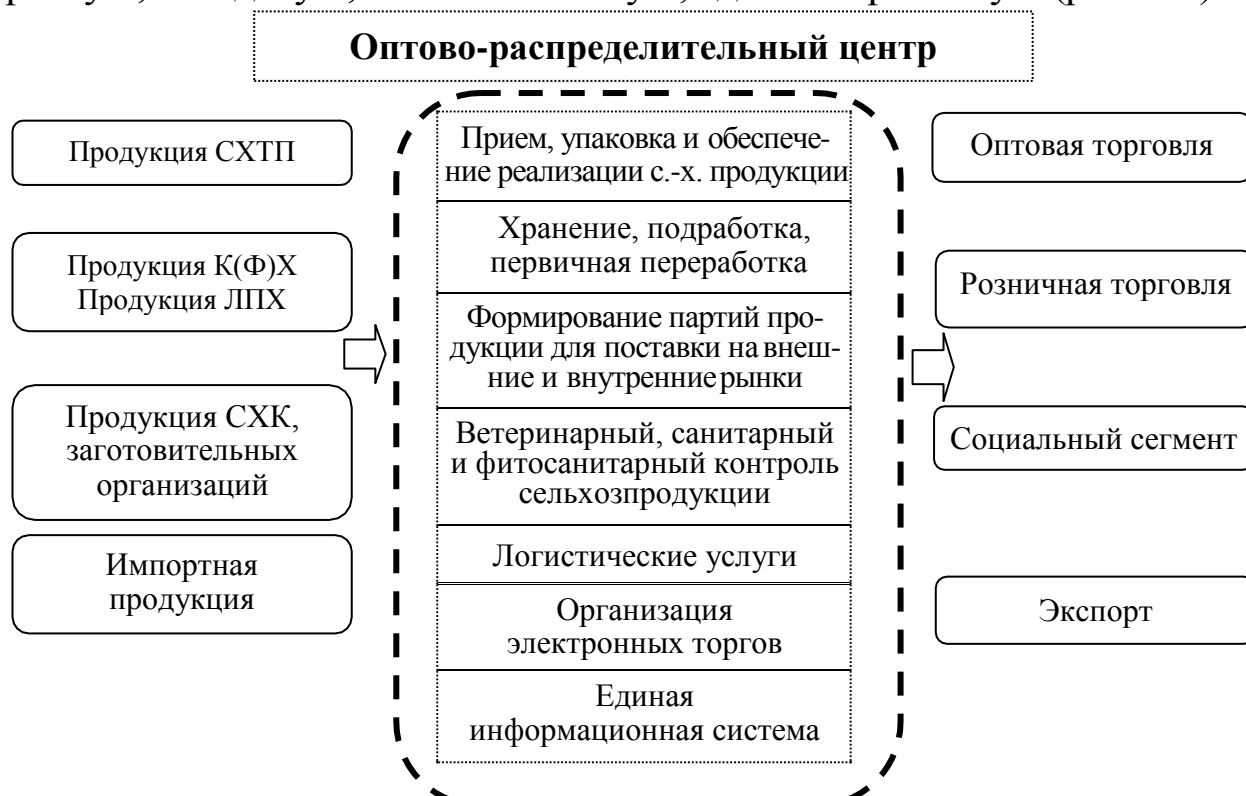 Оптово-распределительный центр
Продукция СХТП
Продукция К(Ф)Х
Продукция ЛПХ
Продукция СХК,
заготовительных
организаций
Импортная
продукция
Прием, упаковка и обеспече-
ние реализации с.-х. продукции
Хранение, подработка,
первичная переработка
Формирование партий про-
дукции для поставки на внеш-
ние и внутренние рынки
Ветеринарный, санитарный
и фитосанитарный контроль
сельхозпродукции
Логистические услуги
Организация
электронных торгов
Единая
информационная система
Оптовая торговля
Розничная торговля
Социальный сегмент
Экспорт